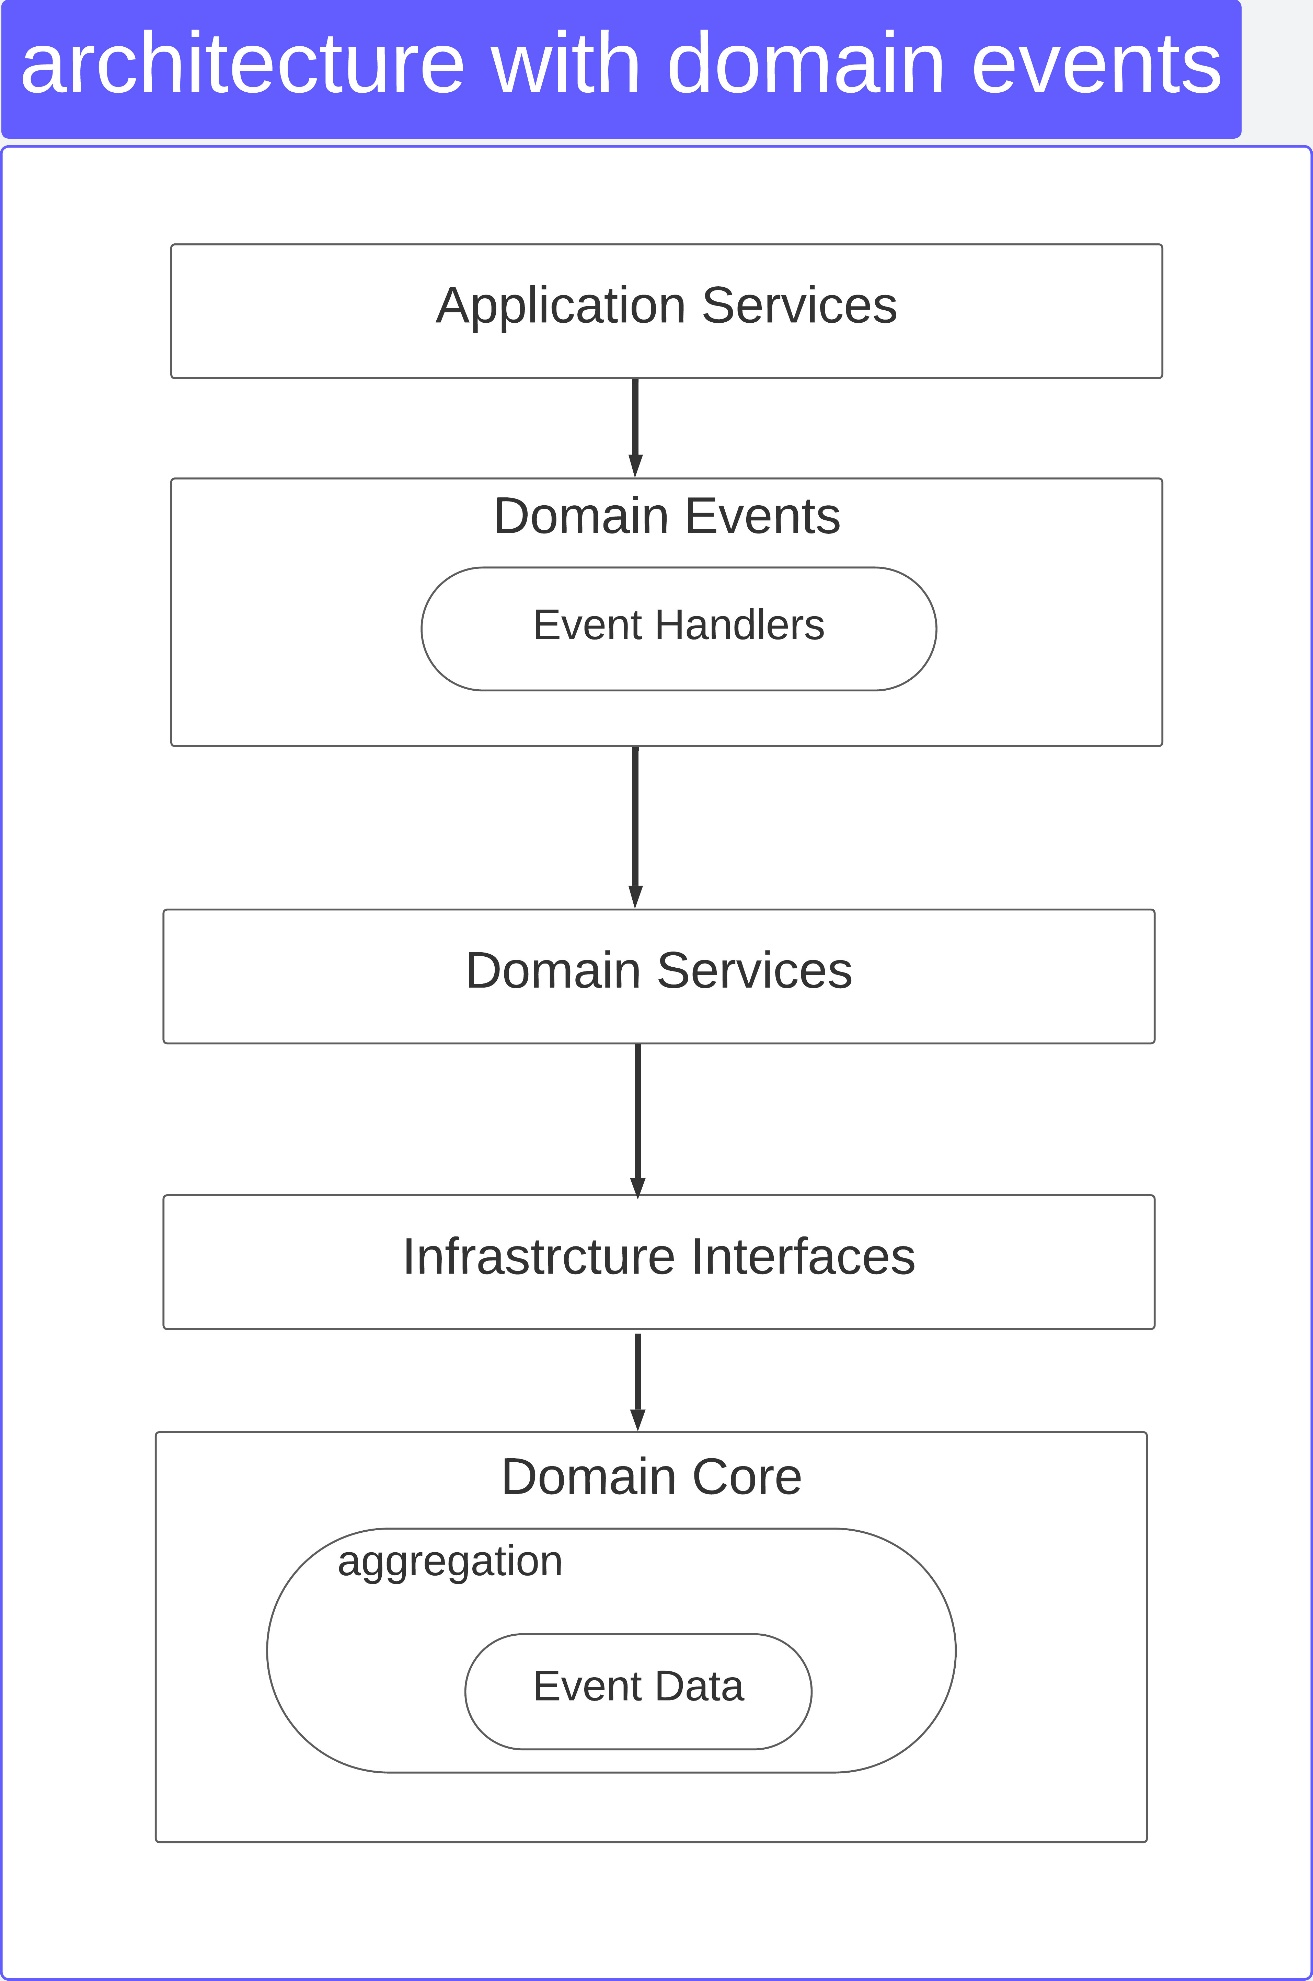 architecture with domain events
Application Services
Domain Events
Event Handlers
Domain Services
Infrastrcture Interfaces
Domain Core
aggregation
Event Data